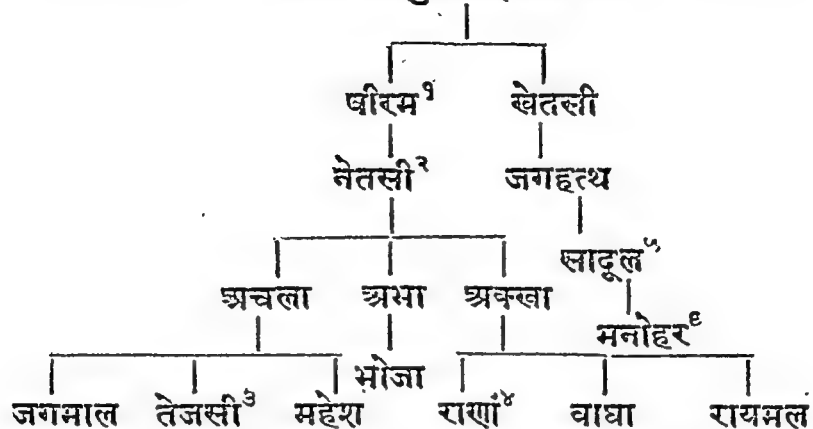 षीरम¹ खेतसी
नेतसी² जगहत्थ
सादूल⁵
अचला अभा अक्खा
मनोहर⁶
भोजा
जगमाल तेजसी³ महेश राणां⁴ वाघा रायमल